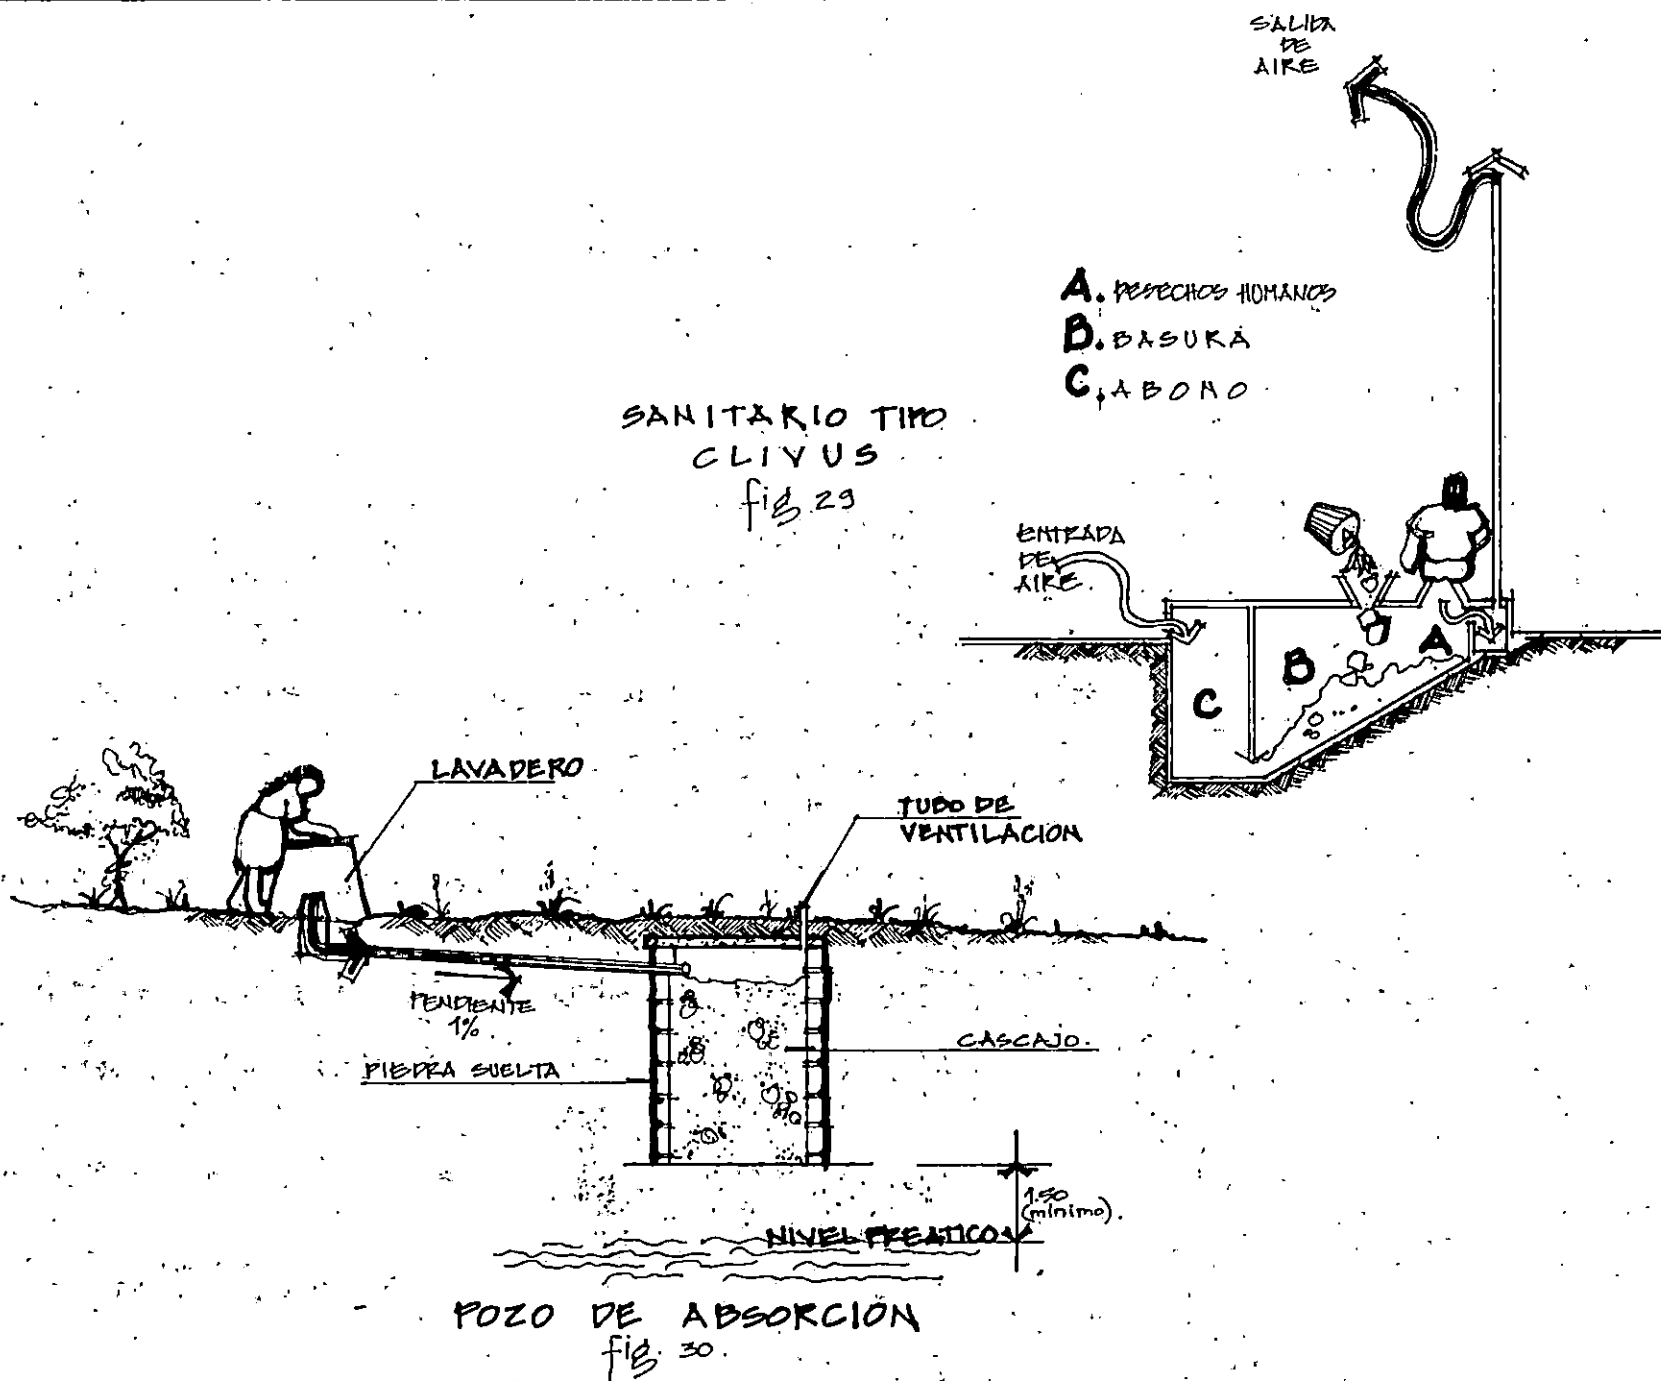 SALIDA
DE
AIRE
A. DESECHOS HUMANOS
B. BASURA
C. ABONO
SANITARIO TIPO
CLIVUS
fig 29
ENTRADA
DE
AIRE
A
B
C
LAVADERO
TUBO DE
VENTILACION
PENDIENTE
1%
CASCAJO.
PIEDRA SUELTA
1.50
(mínimo).
NIVEL FREATICO
POZO DE ABSORCION
fig. 30.